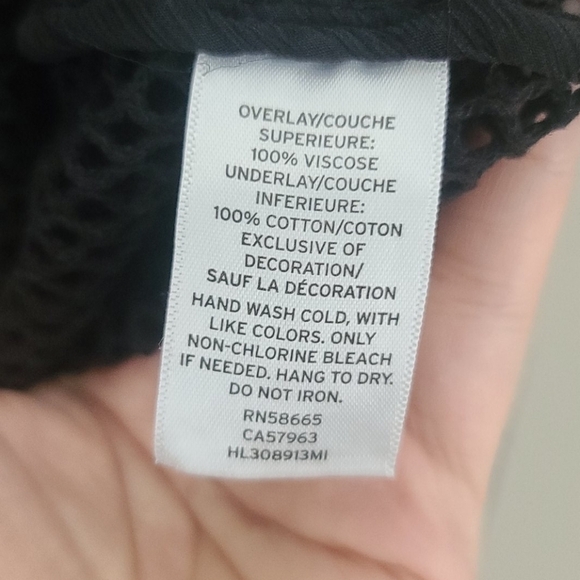 OVERLAY/COUCHE
SUPERIEURE:
100% VISCOSE
UNDERLAY/COUCHE
INFERIEURE:
100% COTTON/COTON
EXCLUSIVE OF
DECORATION/
SAUF LA DÉCORATION
HAND WASH COLD, WITH
LIKE COLORS. ONLY
NON-CHLORINE BLEACH
IF NEEDED. HANG TO DRY.
DO NOT IRON.
RN58665
CA57963
HL308913MI